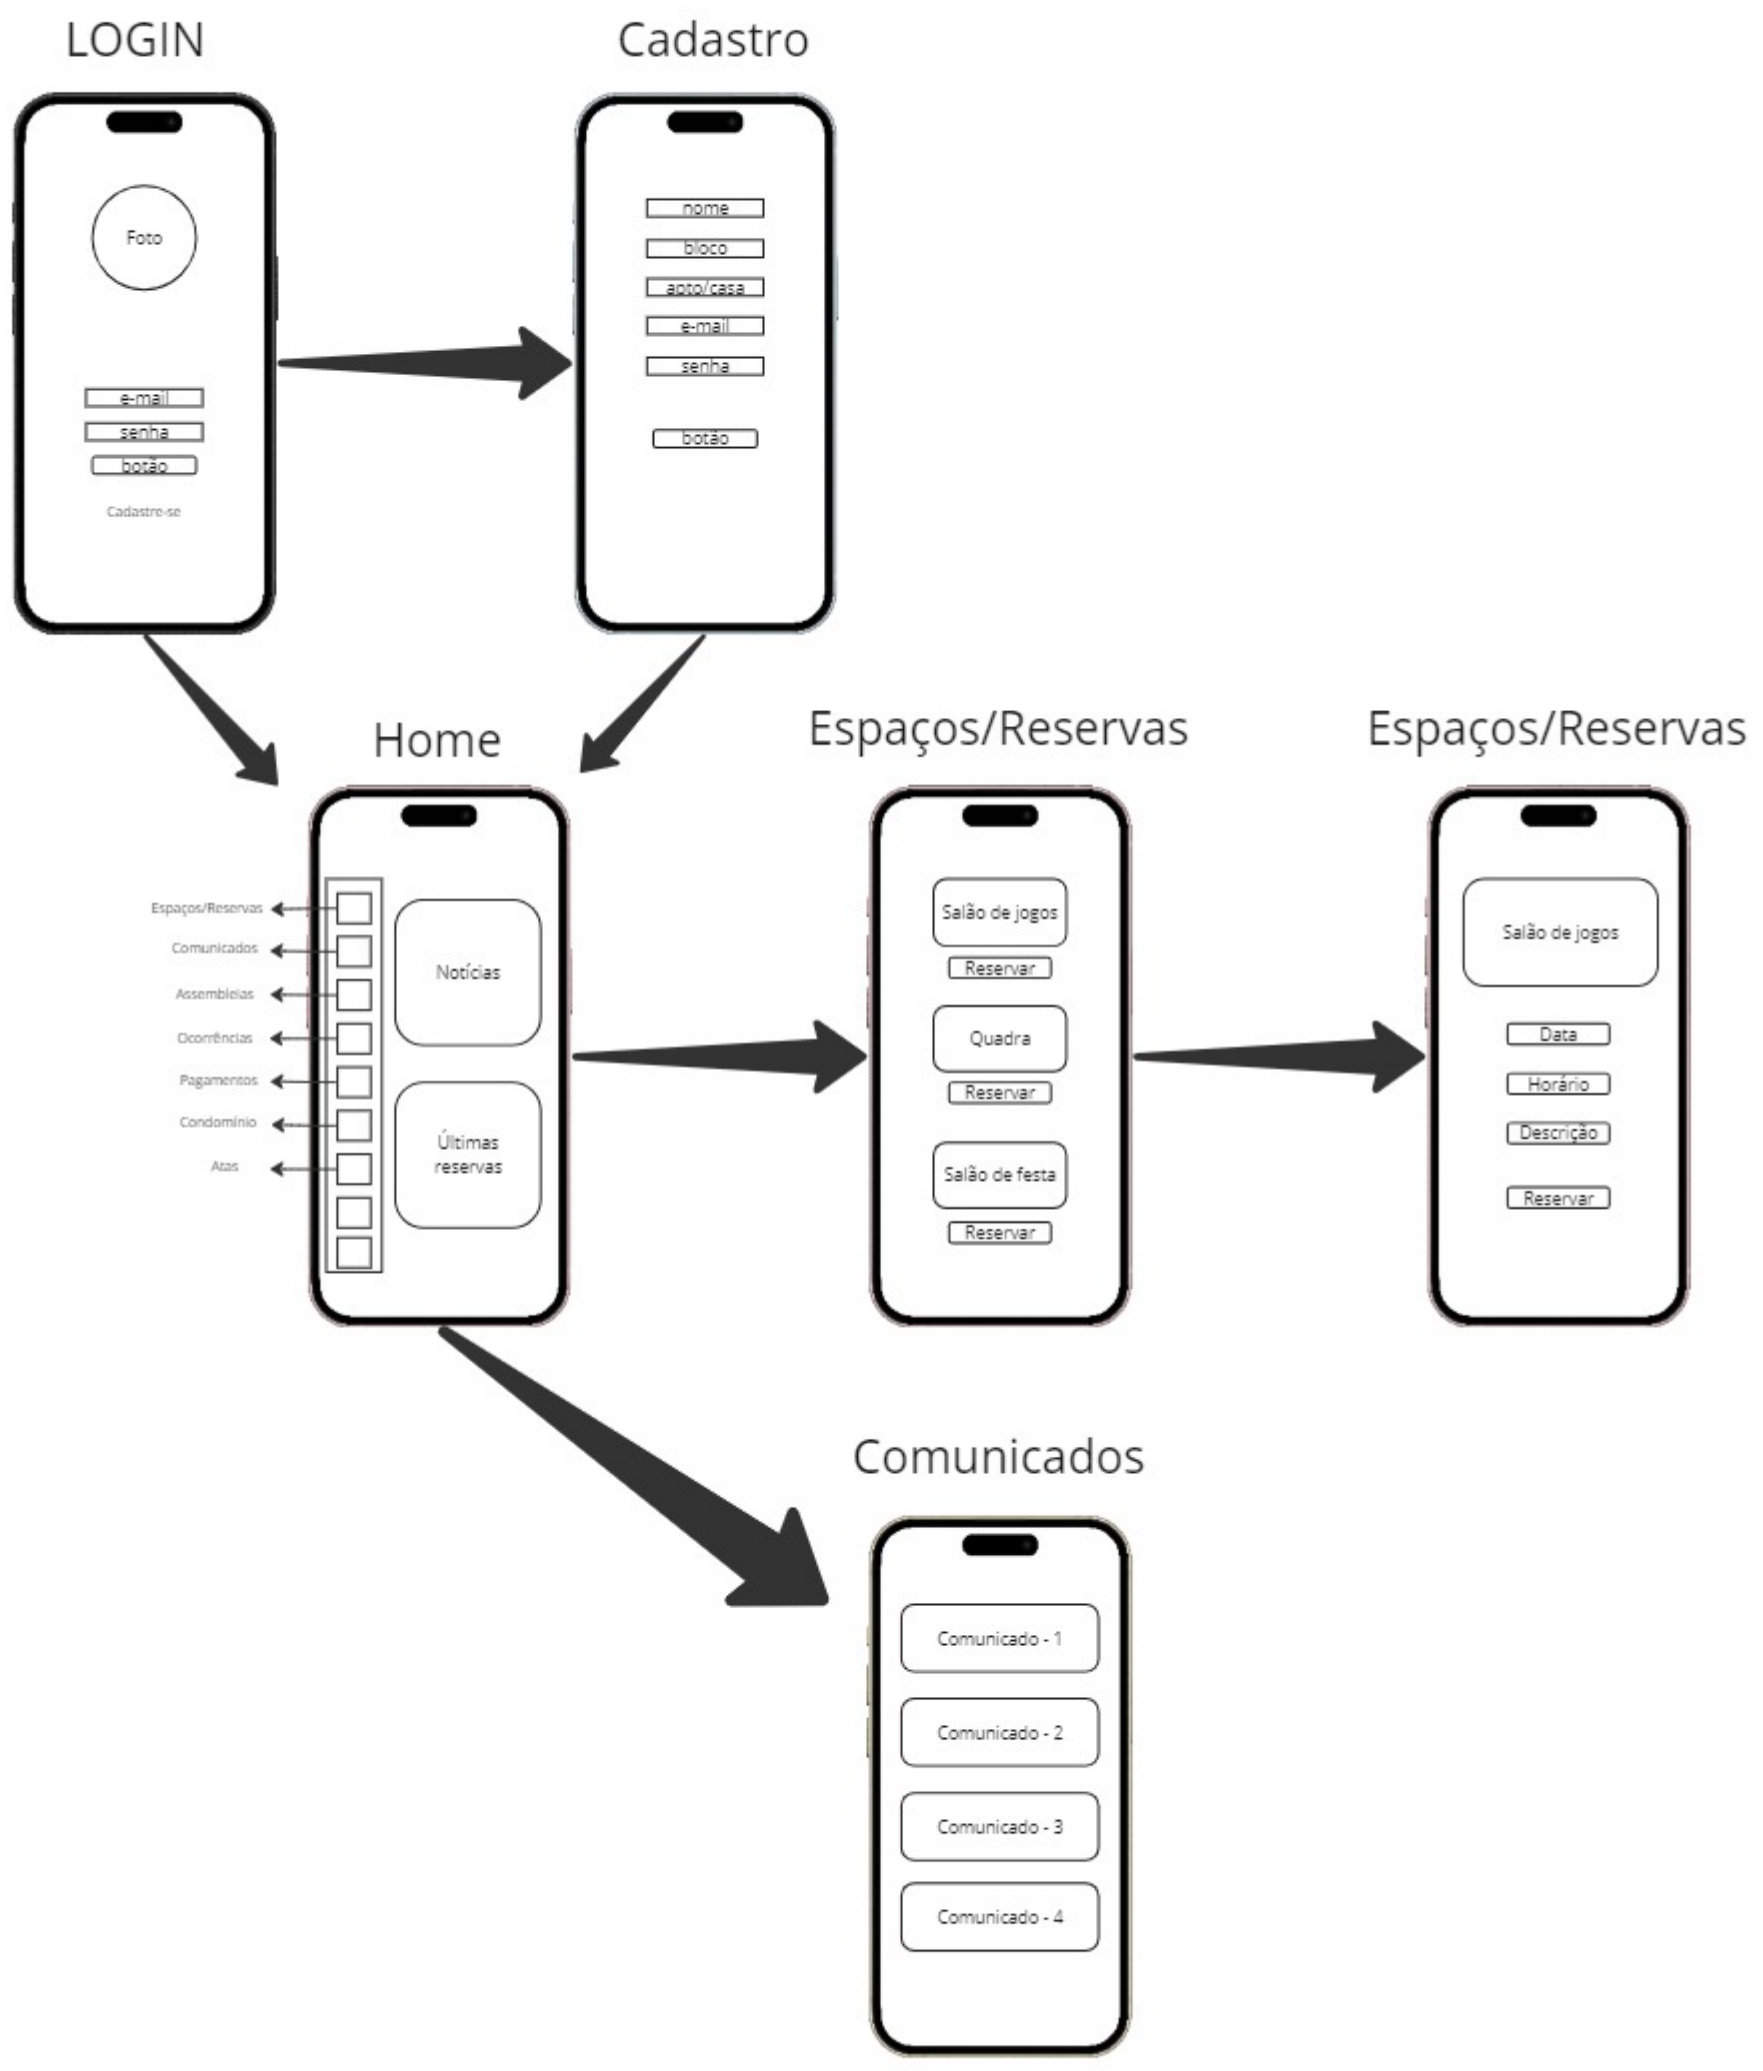 LOGIN
Cadastro
Foto
e-mail
senha
botão
Cadastre-se
nome
bloco
apto/casa
e-mail
senha
botão
Home
Espaços/Reservas
Espaços/Reservas
Espaços/Reservas
Comunicados
Assembleias
Ocorrências
Pagamentos
Condomínio
Atas
Notícias
Últimas
reservas
Salão de jogos
Reservar
Quadra
Reservar
Salão de festa
Reservar
Salão de jogos
Data
Horário
Descrição
Reservar
Comunicados
Comunicado - 1
Comunicado - 2
Comunicado - 3
Comunicado - 4